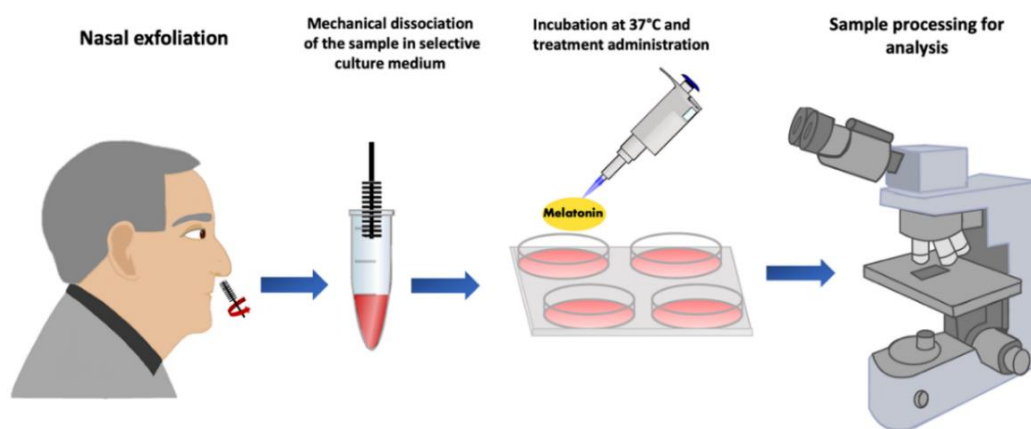 Nasal exfoliation
Mechanical dissociation
of the sample in selective
culture medium
Incubation at 37°C and
treatment administration
Sample processing for
analysis
Melatonin